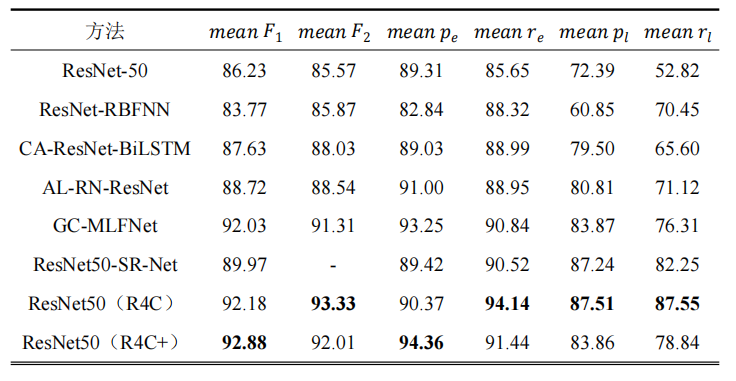 方法 mean F₁ mean F₂ mean pₑ mean rₑ mean pₗ mean rₗ
ResNet-50 86.23 85.57 89.31 85.65 72.39 52.82
ResNet-RBFNN 83.77 85.87 82.84 88.32 60.85 70.45
CA-ResNet-BiLSTM 87.63 88.03 89.03 88.99 79.50 65.60
AL-RN-ResNet 88.72 88.54 91.00 88.95 80.81 71.12
GC-MLFNet 92.03 91.31 93.25 90.84 83.87 76.31
ResNet50-SR-Net 89.97 - 89.42 90.52 87.24 82.25
ResNet50（R4C） 92.18 93.33 90.37 94.14 87.51 87.55
ResNet50（R4C+） 92.88 92.01 94.36 91.44 83.86 78.84